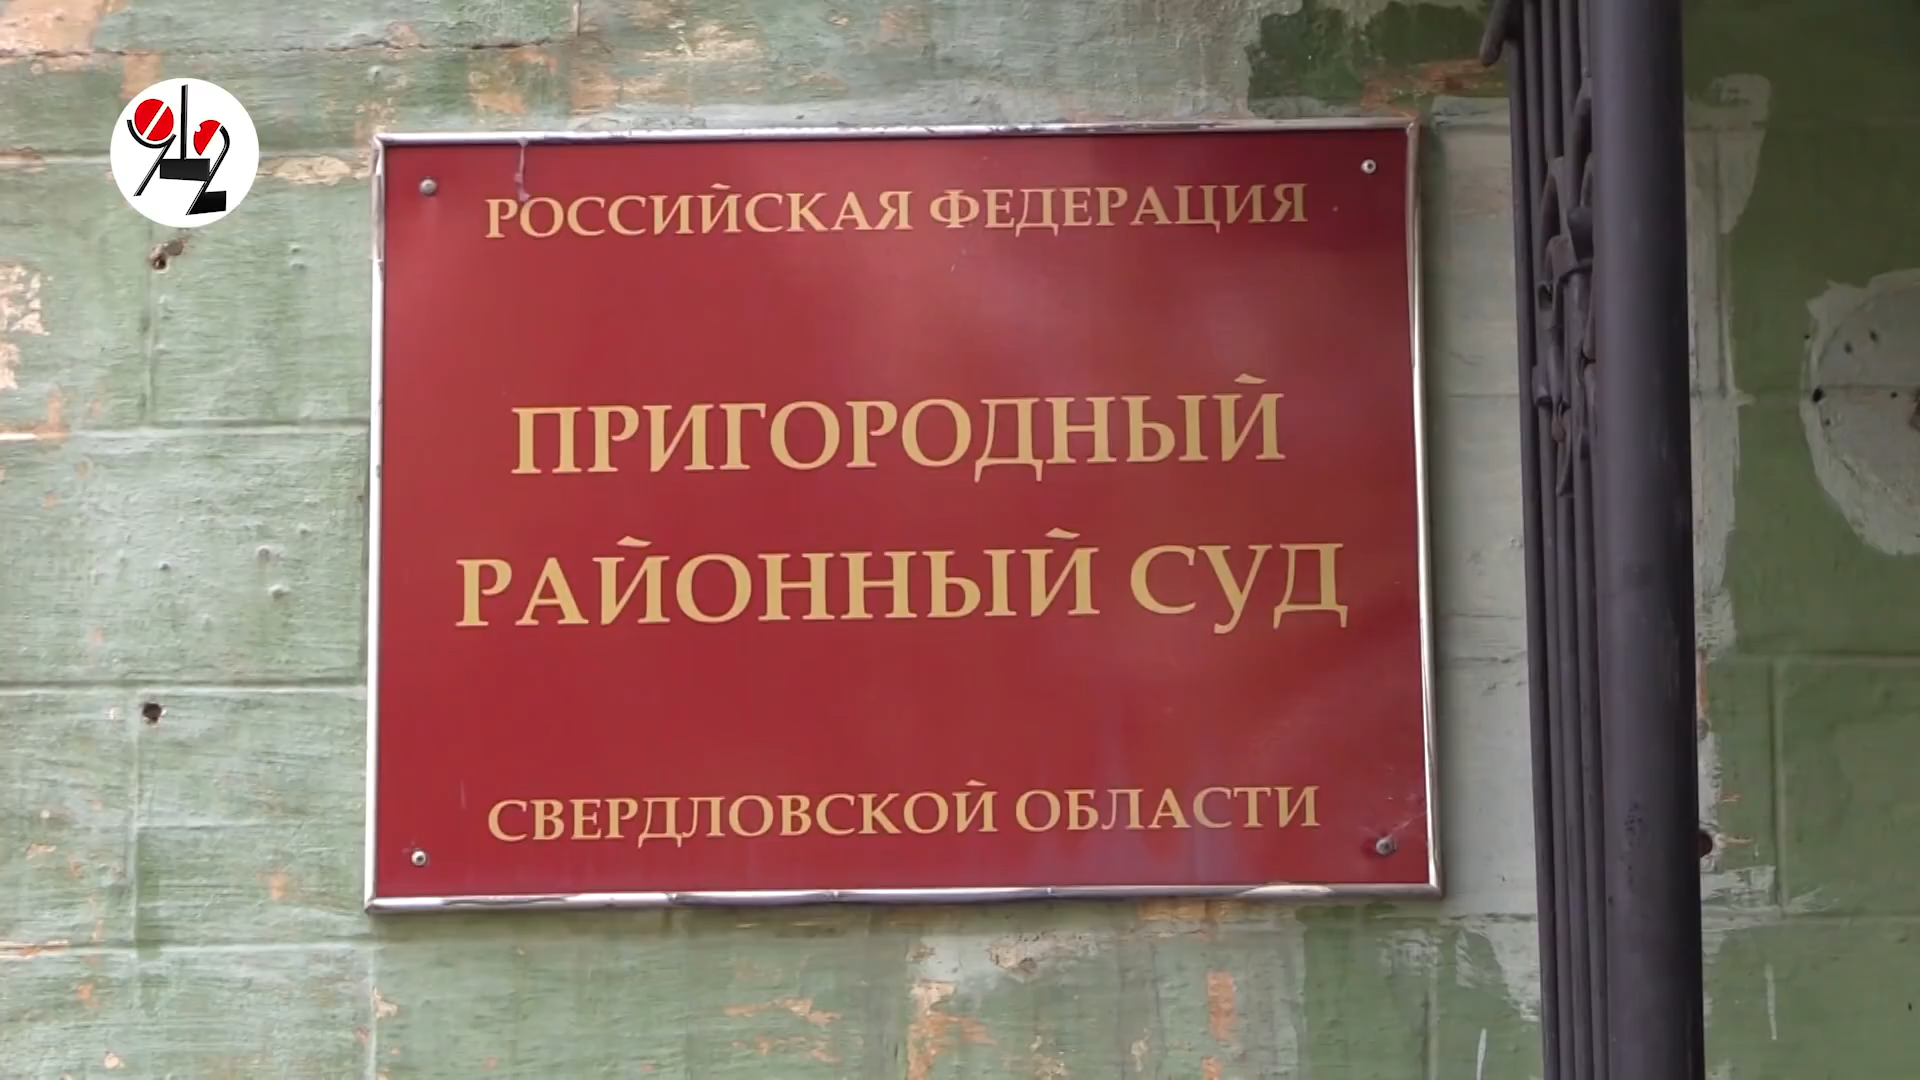 РОССИЙСКАЯ ФЕДЕРАЦИЯ
ПРИГОРОДНЫЙ
РАЙОННЫЙ СУД
СВЕРДЛОВСКОЙ ОБЛАСТИ